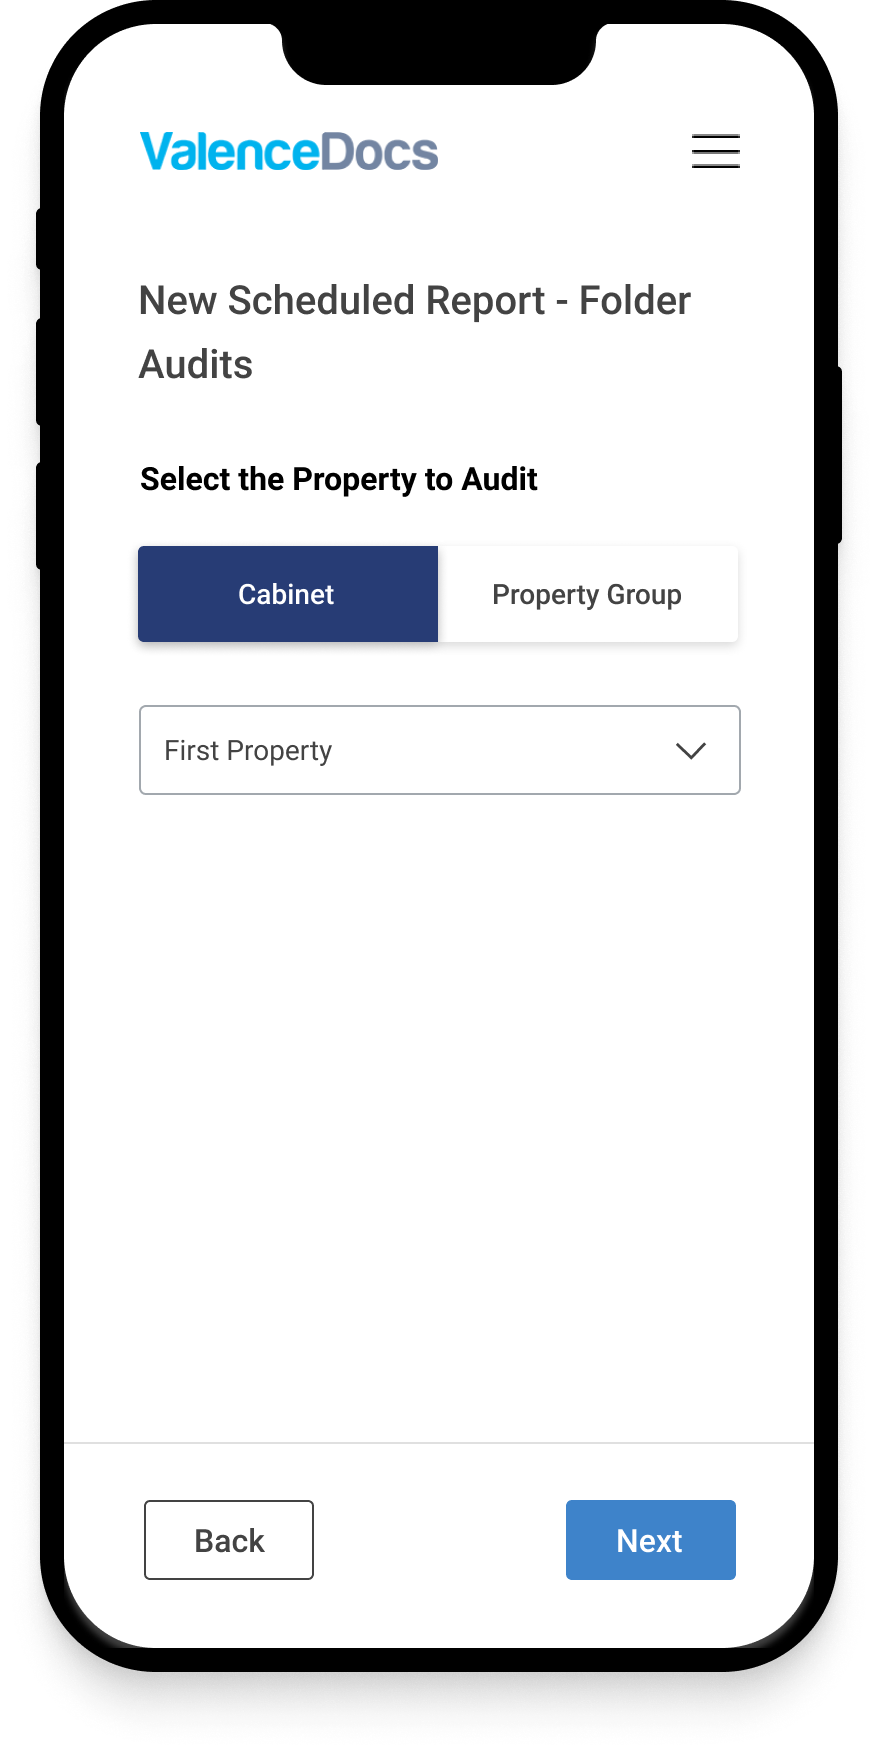 ValenceDocs
New Scheduled Report - Folder
Audits
Select the Property to Audit
Cabinet
Property Group
First Property
Back
Next